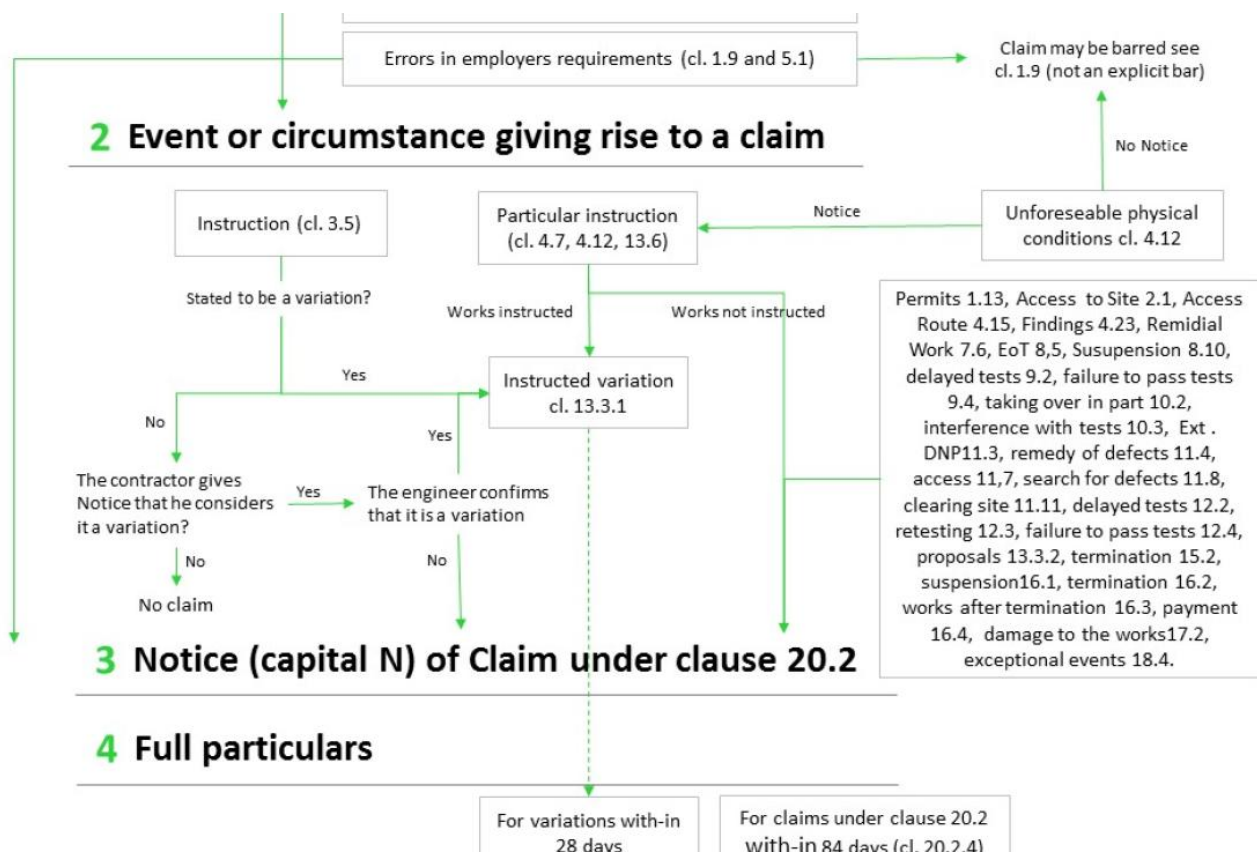 Errors in employers requirements (cl. 1.9 and 5.1)
Claim may be barred see
cl. 1.9 (not an explicit bar)
2 Event or circumstance giving rise to a claim
No Notice
Instruction (cl. 3.5)
Particular instruction
(cl. 4.7, 4.12, 13.6)
Notice
Unforeseable physical
conditions cl. 4.12
Stated to be a variation?
Works instructed
Works not instructed
Permits 1.13, Access to Site 2.1, Access
Route 4.15, Findings 4.23, Remidial
Work 7.6, EoT 8,5, Susupension 8.10,
delayed tests 9.2, failure to pass tests
9.4, taking over in part 10.2,
interference with tests 10.3, Ext .
DNP11.3, remedy of defects 11.4,
access 11,7, search for defects 11.8,
clearing site 11.11, delayed tests 12.2,
retesting 12.3, failure to pass tests 12.4,
proposals 13.3.2, termination 15.2,
suspension16.1, termination 16.2,
works after termination 16.3, payment
16.4, damage to the works17.2,
exceptional events 18.4.
Yes
Instructed variation
cl. 13.3.1
No
Yes
The contractor gives
Notice that he considers
it a variation?
Yes
The engineer confirms
that it is a variation
No
No
No claim
3 Notice (capital N) of Claim under clause 20.2
4 Full particulars
For variations with-in
28 days
For claims under clause 20.2
with-in 84 days (cl. 20.2.4)